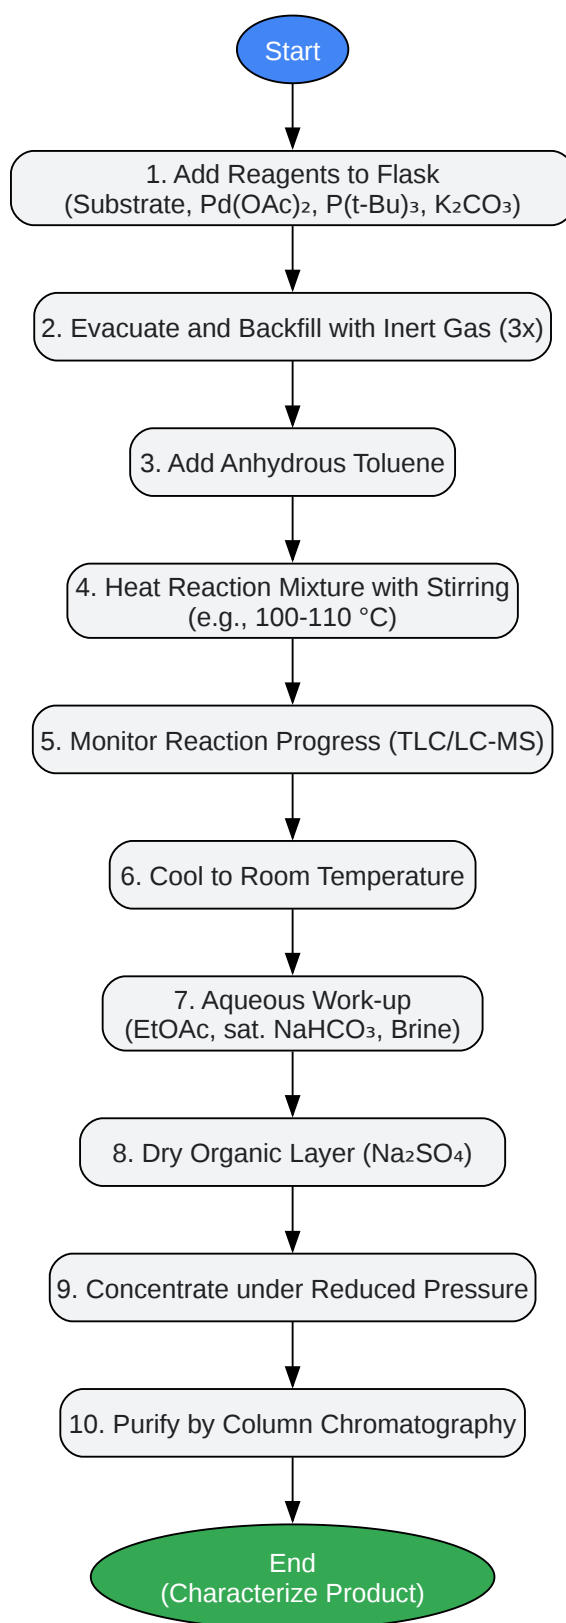 Start
1. Add Reagents to Flask
(Substrate, Pd(OAc)₂, P(t-Bu)₃, K₂CO₃)
2. Evacuate and Backfill with Inert Gas (3x)
3. Add Anhydrous Toluene
4. Heat Reaction Mixture with Stirring
(e.g., 100-110 °C)
5. Monitor Reaction Progress (TLC/LC-MS)
6. Cool to Room Temperature
7. Aqueous Work-up
(EtOAc, sat. NaHCO₃, Brine)
8. Dry Organic Layer (Na₂SO₄)
9. Concentrate under Reduced Pressure
10. Purify by Column Chromatography
End
(Characterize Product)